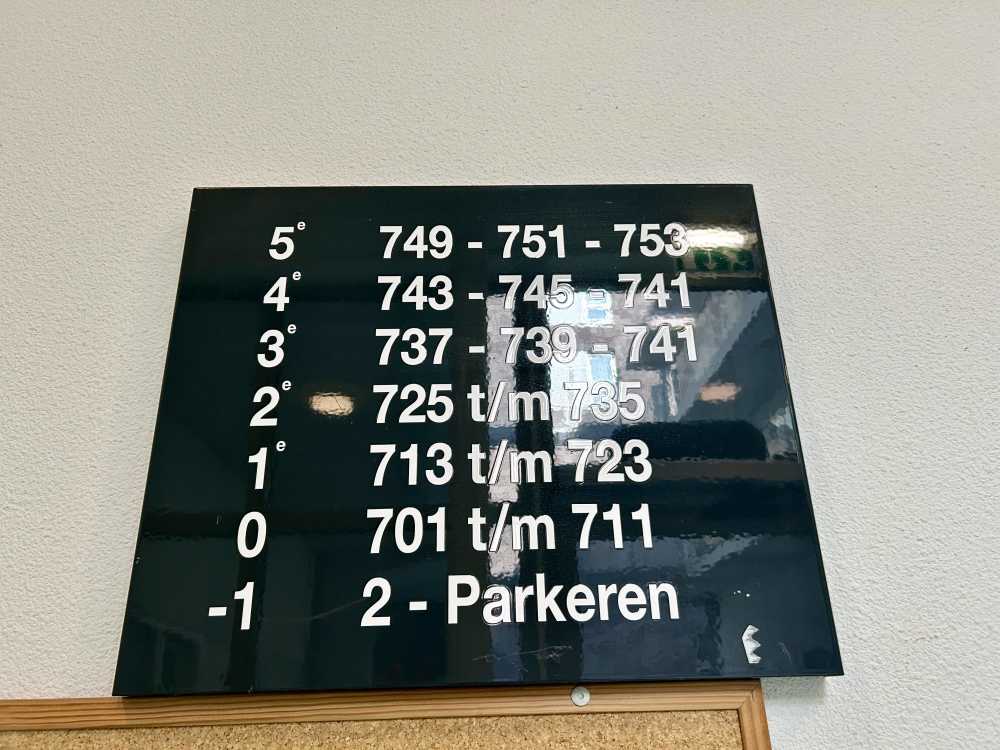 5e 749 - 751 - 753
4e 743 - 745 - 741
3e 737 - 739 - 741
2e 725 t/m 735
1e 713 t/m 723
0 701 t/m 711
-1 2 - Parkeren